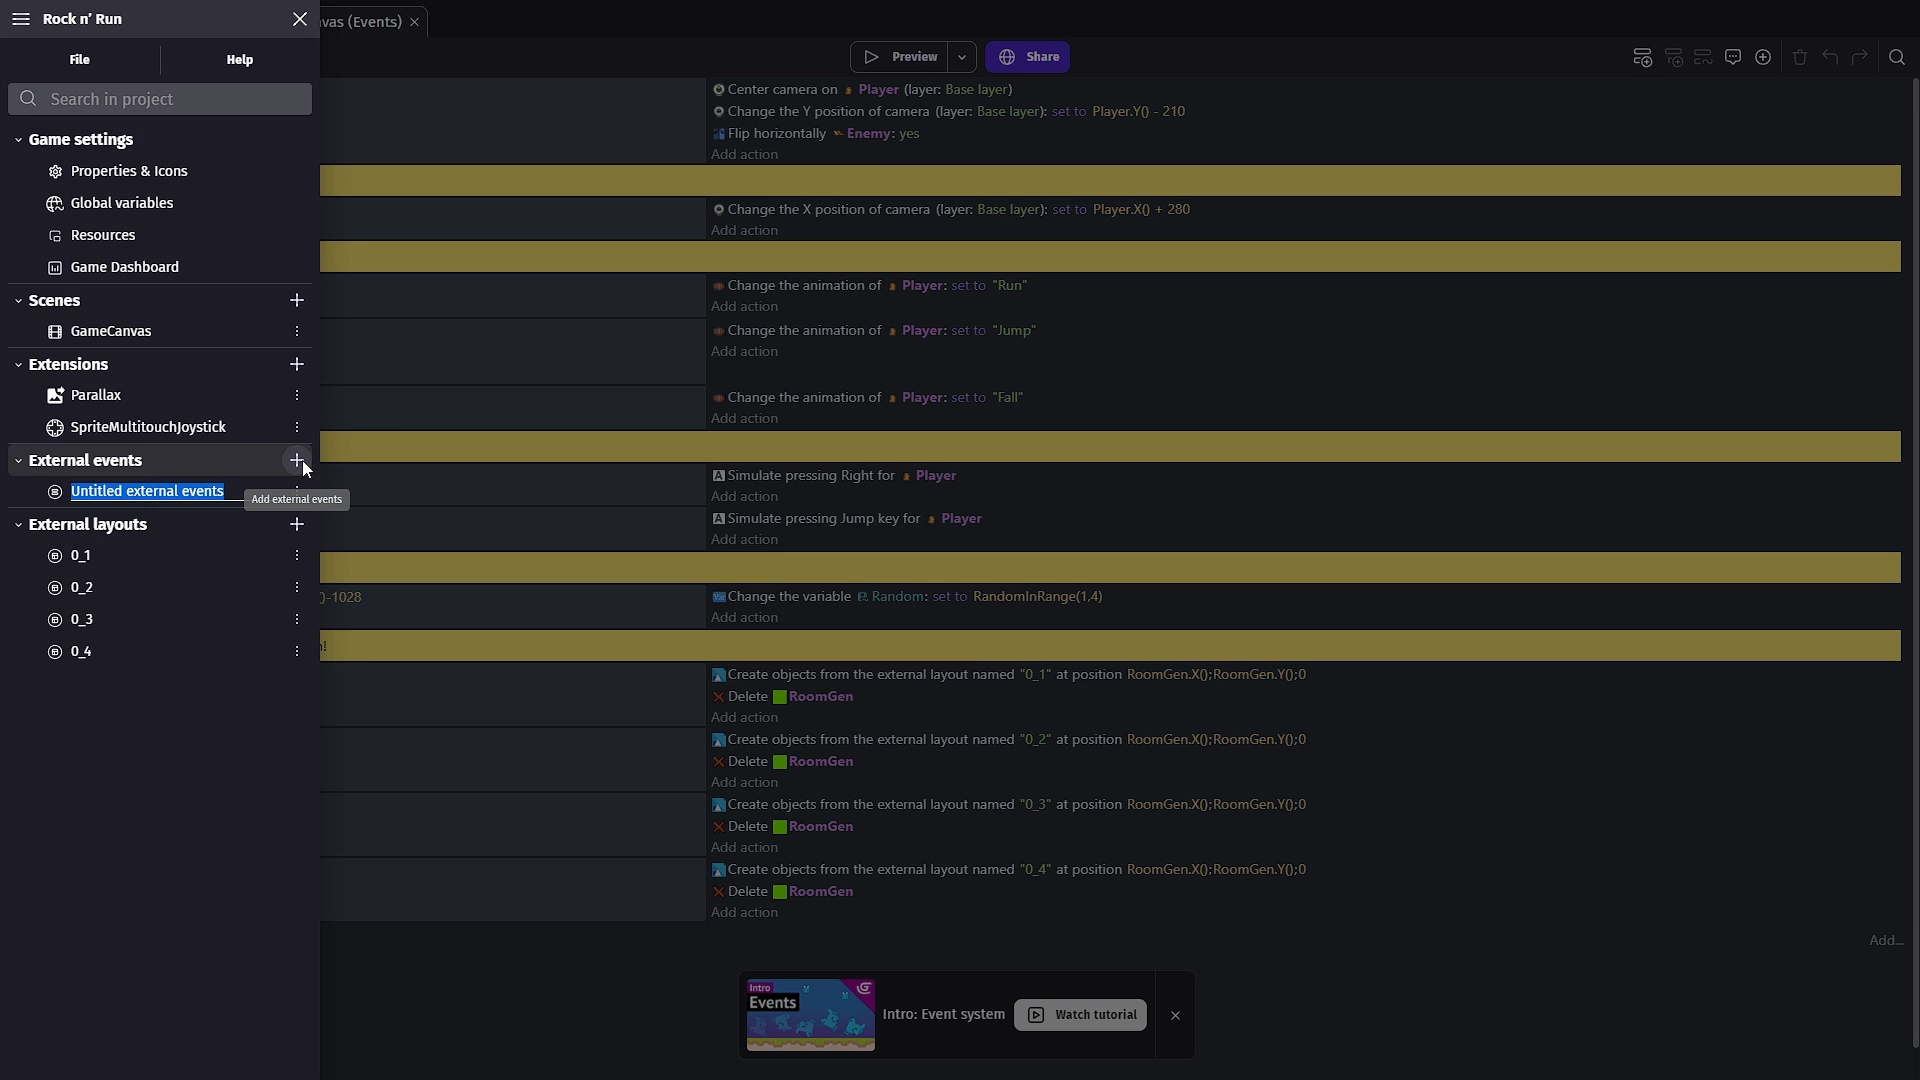 Rock n' Run
vas (Events)
File
Help
Preview
Share
Search in project
Game settings
Properties & Icons
Global variables
Resources
Game Dashboard
Scenes
GameCanvas
Extensions
Parallax
SpriteMultitouchJoystick
External events
Untitled external events
Add external events
External layouts
0_1
0_2
0_3
0_4
Center camera on Player (layer: Base layer)
Change the Y position of camera (layer: Base layer): set to Player.Y() - 210
Flip horizontally Enemy: yes
Add action
Change the X position of camera (layer: Base layer): set to Player.X() + 280
Add action
Change the animation of Player: set to "Run"
Add action
Change the animation of Player: set to "Jump"
Add action
Change the animation of Player: set to "Fall"
Add action
Simulate pressing Right for Player
Add action
Simulate pressing Jump key for Player
Add action
)-1028
Change the variable Random: set to RandomInRange(1,4)
Add action
!
Create objects from the external layout named "0_1" at position RoomGen.X();RoomGen.Y();0
Delete RoomGen
Add action
Create objects from the external layout named "0_2" at position RoomGen.X();RoomGen.Y();0
Delete RoomGen
Add action
Create objects from the external layout named "0_3" at position RoomGen.X();RoomGen.Y();0
Delete RoomGen
Add action
Create objects from the external layout named "0_4" at position RoomGen.X();RoomGen.Y();0
Delete RoomGen
Add action
Add...
Intro
Events
Intro: Event system
Watch tutorial